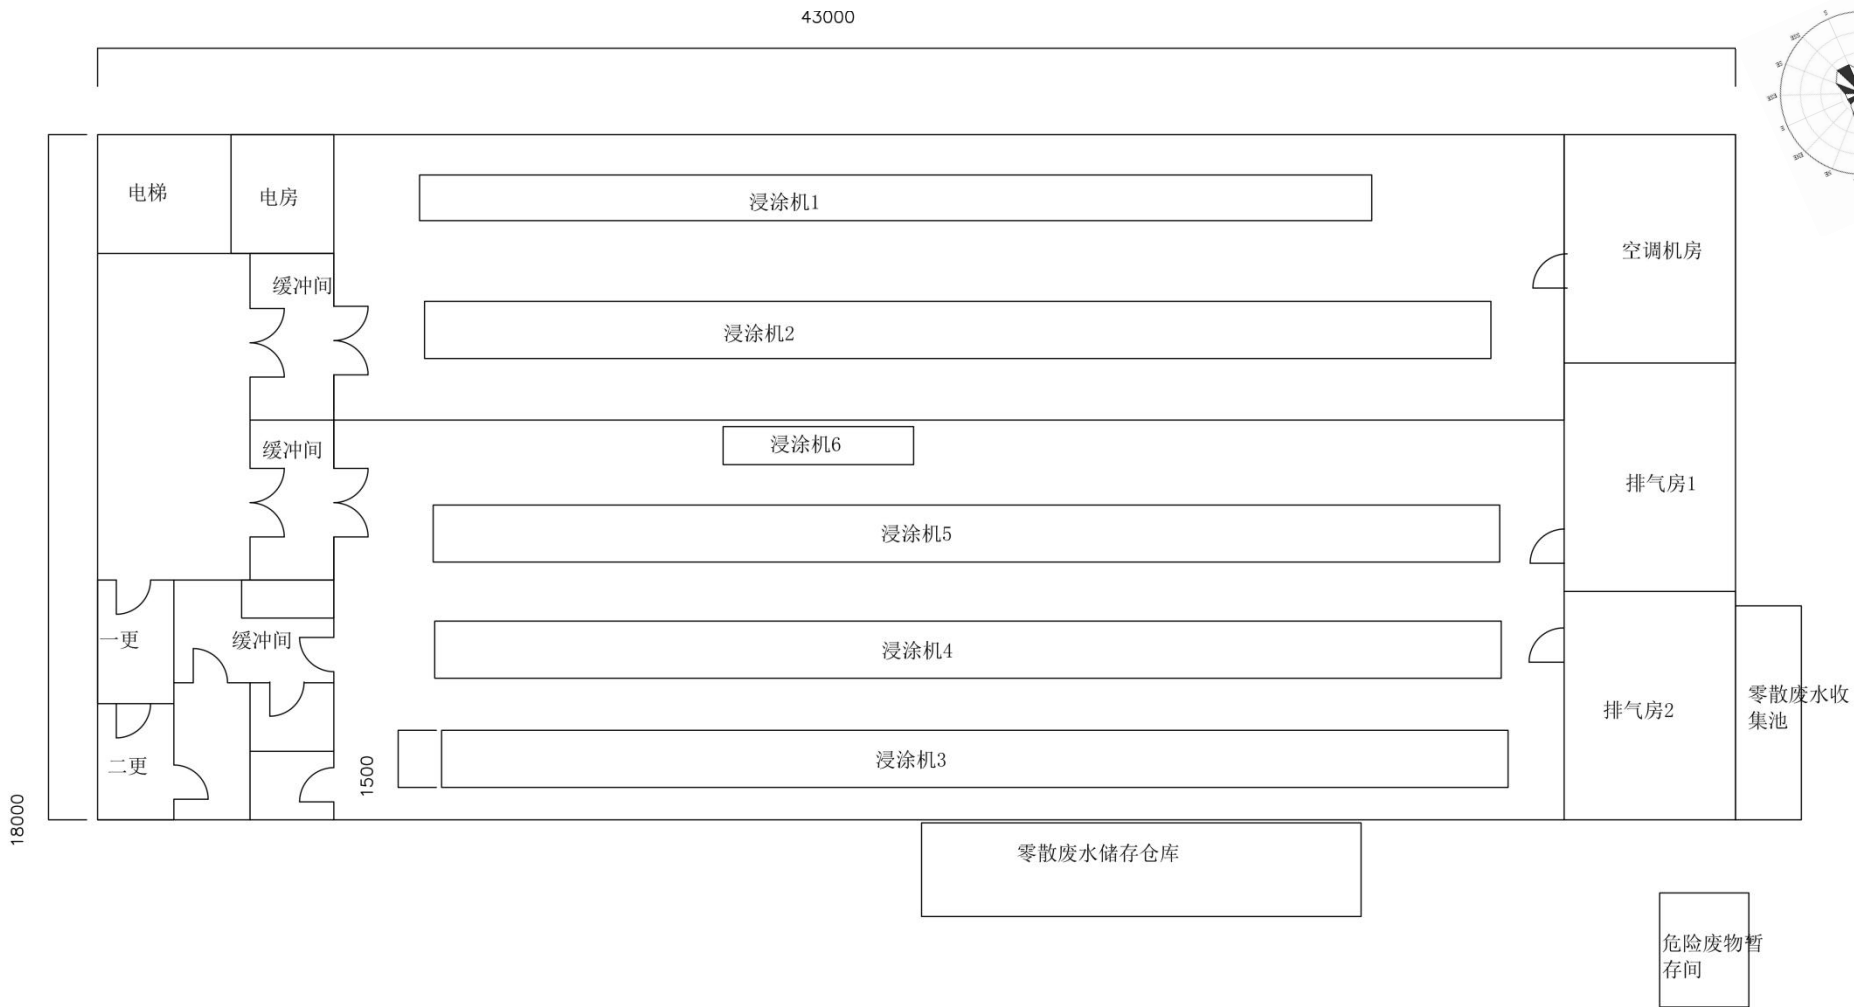 43000
电梯
电房
浸涂机1
空调机房
缓冲间
浸涂机2
缓冲间
浸涂机6
排气房1
浸涂机5
一更
缓冲间
浸涂机4
零散废水收
集池
排气房2
二更
1500
浸涂机3
18000
零散废水储存仓库
危险废物暂
存间